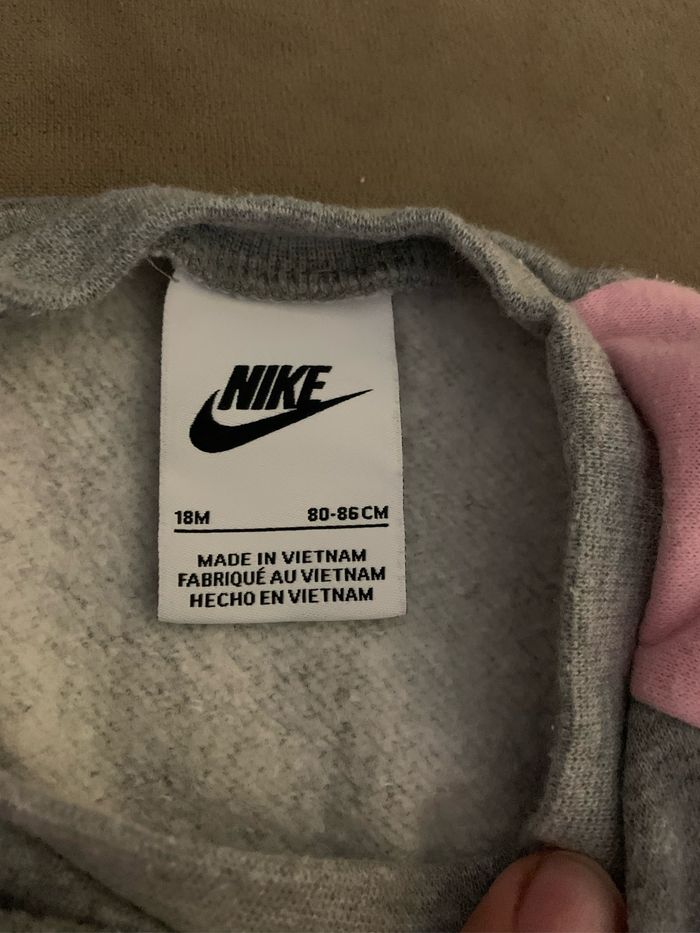 NIKE
18M 80-86 CM
MADE IN VIETNAM
FABRIQUÉ AU VIETNAM
HECHO EN VIETNAM